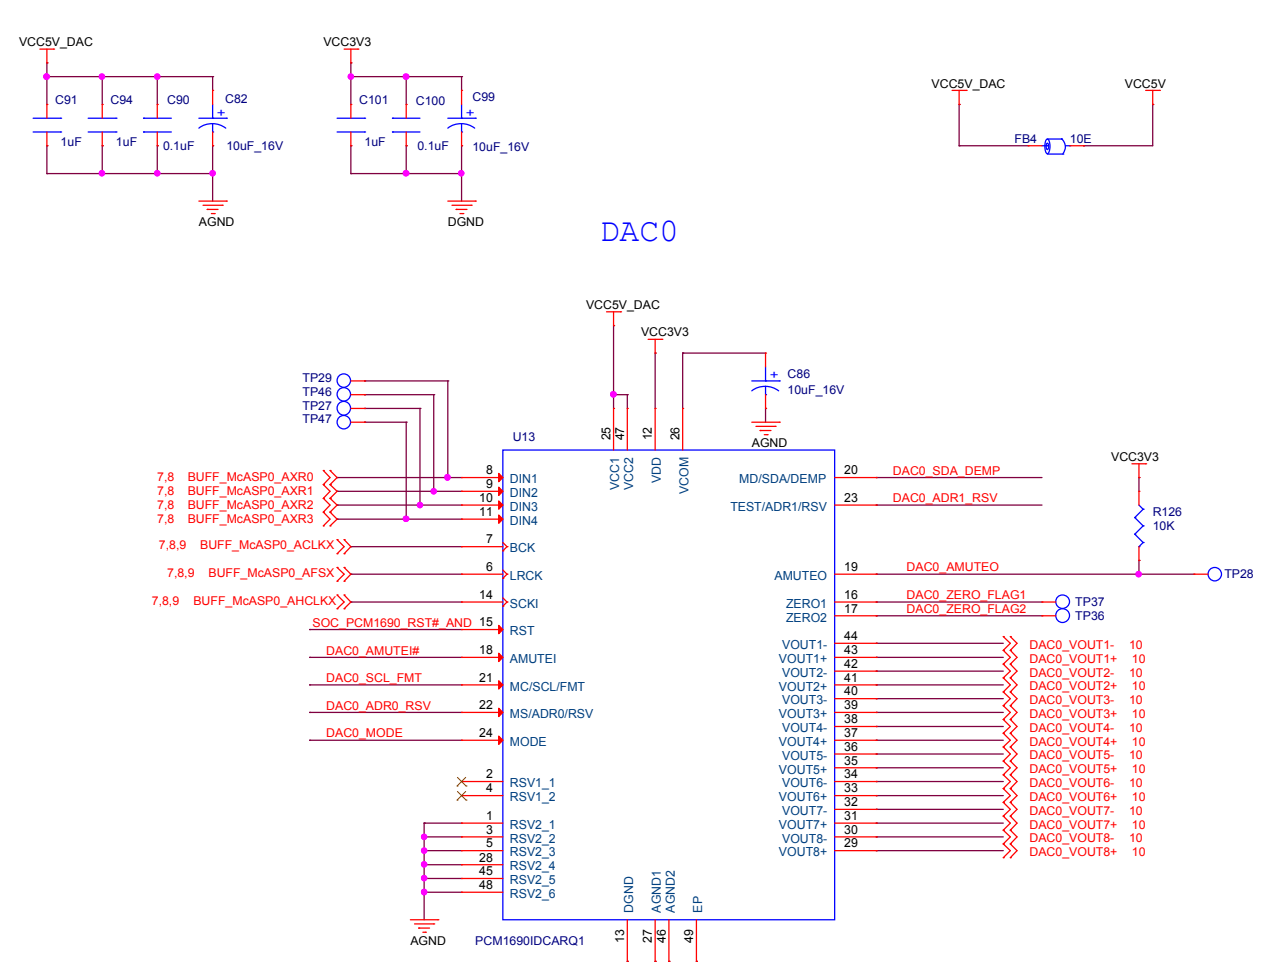 VCC5V_DAC
VCC3V3
C91
C94
C90
C82
1uF
1uF
0.1uF
10uF_16V
AGND
C101
C100
C99
1uF
0.1uF
10uF_16V
DGND
VCC5V_DAC
VCC5V
FB4
10E
DAC0
VCC5V_DAC
VCC3V3
C86
10uF_16V
AGND
TP29
TP46
TP27
TP47
U13
25
47
12
26
VCC1
VCC2
VDD
VCOM
7,8 BUFF_McASP0_AXR0 8 DIN1
7,8 BUFF_McASP0_AXR1 9 DIN2
7,8 BUFF_McASP0_AXR2 10 DIN3
7,8 BUFF_McASP0_AXR3 11 DIN4
7,8,9 BUFF_McASP0_ACLKX 7 BCK
7,8,9 BUFF_McASP0_AFSX 6 LRCK
7,8,9 BUFF_McASP0_AHCLKX 14 SCKI
SOC_PCM1690_RST#_AND 15 RST
DAC0_AMUTEI# 18 AMUTEI
DAC0_SCL_FMT 21 MC/SCL/FMT
DAC0_ADR0_RSV 22 MS/ADR0/RSV
DAC0_MODE 24 MODE
2 RSV1_1
4 RSV1_2
1 RSV2_1
3 RSV2_2
5 RSV2_3
28 RSV2_4
45 RSV2_5
48 RSV2_6
AGND
PCM1690IDCARQ1
MD/SDA/DEMP 20 DAC0_SDA_DEMP
TEST/ADR1/RSV 23 DAC0_ADR1_RSV
VCC3V3
R126
10K
AMUTEO 19 DAC0_AMUTEO TP28
ZERO1 16 DAC0_ZERO_FLAG1 TP37
ZERO2 17 DAC0_ZERO_FLAG2 TP36
VOUT1- 44 DAC0_VOUT1- 10
VOUT1+ 43 DAC0_VOUT1+ 10
VOUT2- 42 DAC0_VOUT2- 10
VOUT2+ 41 DAC0_VOUT2+ 10
VOUT3- 40 DAC0_VOUT3- 10
VOUT3+ 39 DAC0_VOUT3+ 10
VOUT4- 38 DAC0_VOUT4- 10
VOUT4+ 37 DAC0_VOUT4+ 10
VOUT5- 36 DAC0_VOUT5- 10
VOUT5+ 35 DAC0_VOUT5+ 10
VOUT6- 34 DAC0_VOUT6- 10
VOUT6+ 33 DAC0_VOUT6+ 10
VOUT7- 32 DAC0_VOUT7- 10
VOUT7+ 31 DAC0_VOUT7+ 10
VOUT8- 30 DAC0_VOUT8- 10
VOUT8+ 29 DAC0_VOUT8+ 10
DGND
AGND1
AGND2
EP
13
27
46
49